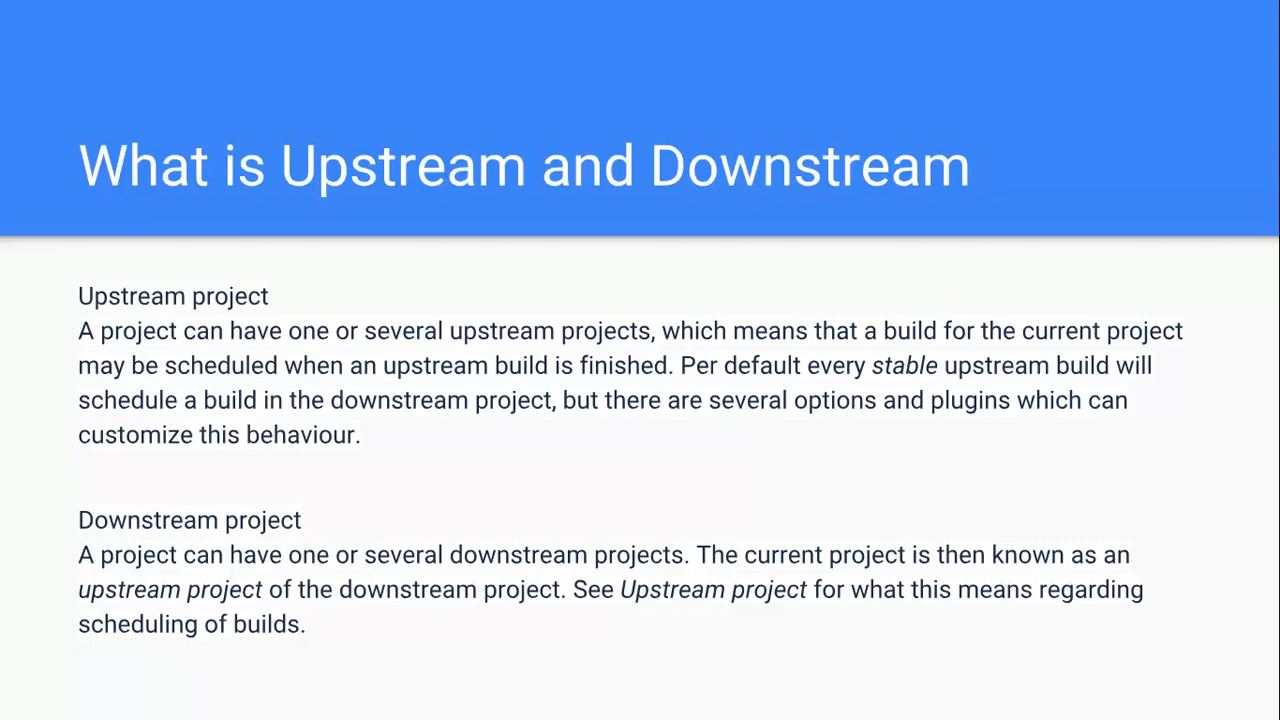 What is Upstream and Downstream
Upstream project
A project can have one or several upstream projects, which means that a build for the current project
may be scheduled when an upstream build is finished. Per default every stable upstream build will
schedule a build in the downstream project, but there are several options and plugins which can
customize this behaviour.
Downstream project
A project can have one or several downstream projects. The current project is then known as an
upstream project of the downstream project. See Upstream project for what this means regarding
scheduling of builds.